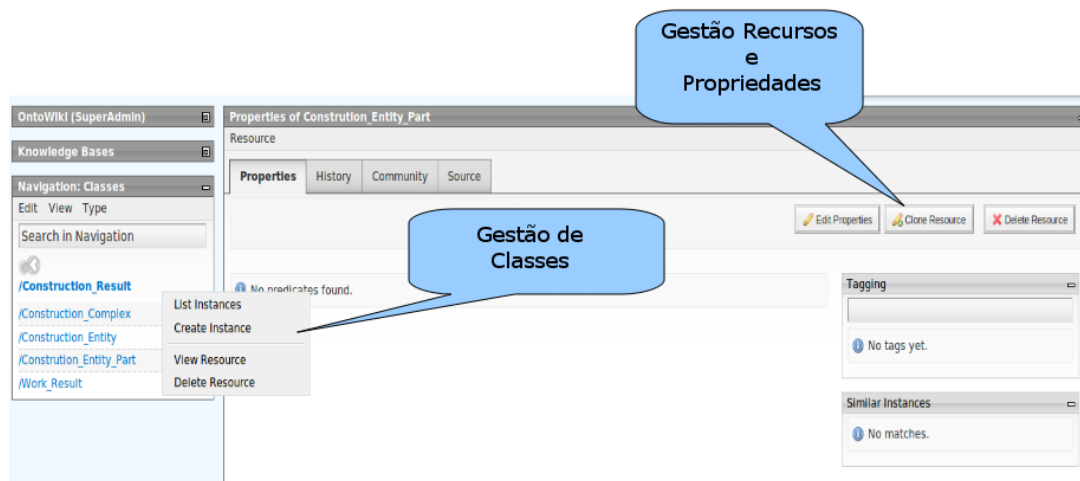 Gestão Recursos
e
Propriedades
OntoWiki (SuperAdmin)
Knowledge Bases
Navigation: Classes
Edit View Type
Search in Navigation
/Construction_Result
/Construction_Complex
/Construction_Entity
/Constrution_Entity_Part
/Work_Result
List Instances
Create Instance
View Resource
Delete Resource
Properties of Constrution_Entity_Part
Resource
Properties History Community Source
Edit Properties Clone Resource Delete Resource
Gestão de
Classes
No predicates found.
Tagging
No tags yet.
Similar Instances
No matches.